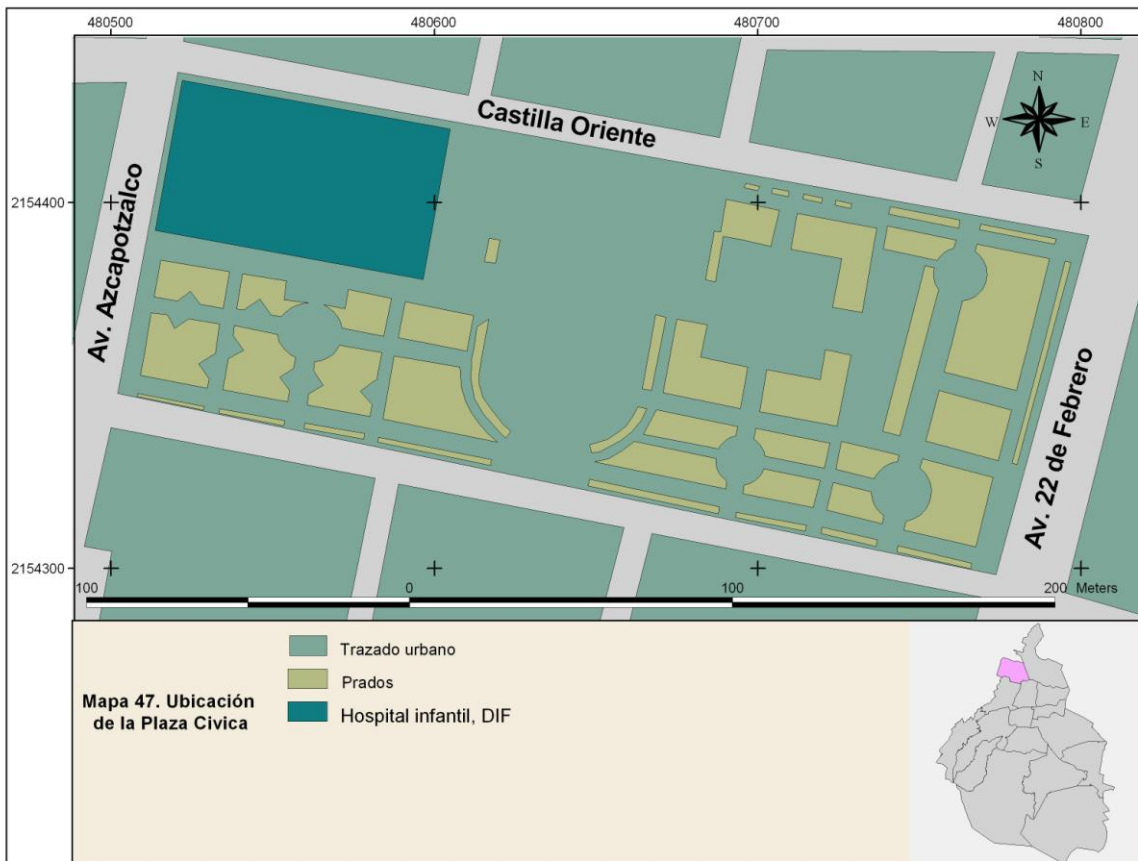 480500
480600
480700
480800
N
W
E
S
Castilla Oriente
2154400
Av. Azcapotzalco
Av. 22 de Febrero
2154300
100
0
100
200 Meters
Mapa 47. Ubicación
de la Plaza Civica
Trazado urbano
Prados
Hospital infantil, DIF